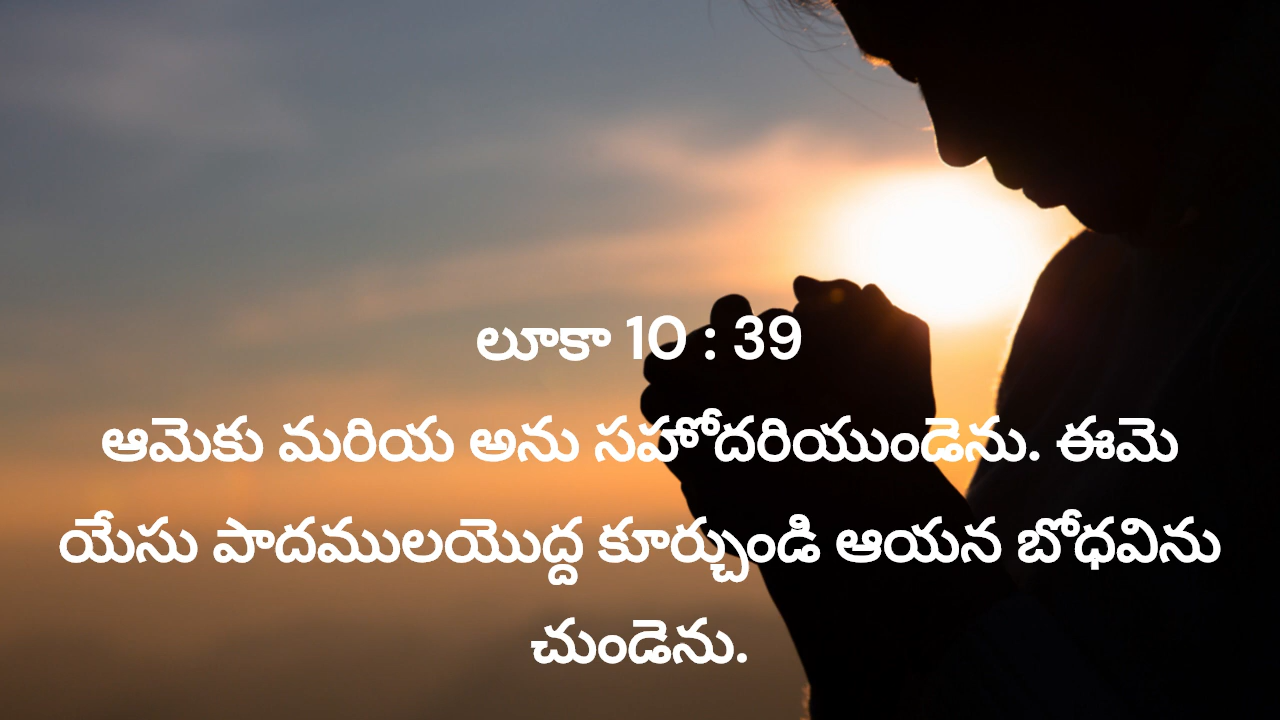 లూకా 10 : 39
ఆమెకు మరియ అను సహోదరియుండెను. ఈమె
యేసు పాదములయొద్ద కూర్చుండి ఆయన బోధవిను
చుండెను.